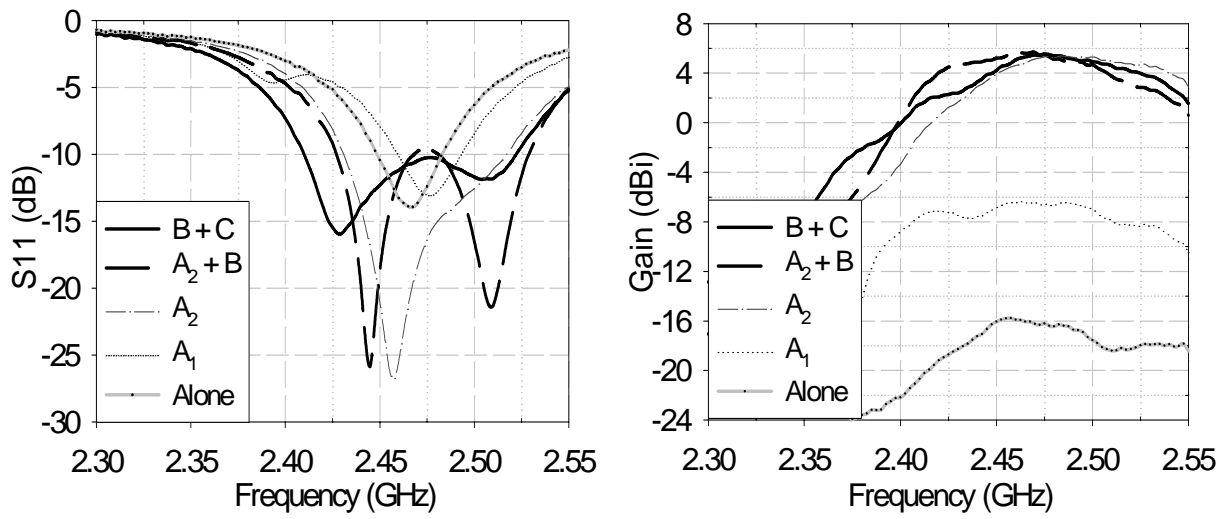 0
-5
-10
-15
-20
-25
-30
S11 (dB)
B + C
A2 + B
A2
A1
Alone
2.30 2.35 2.40 2.45 2.50 2.55
Frequency (GHz)
8
4
0
-4
-8
-12
-16
-20
-24
Gain (dBi)
B + C
A2 + B
A2
A1
Alone
2.30 2.35 2.40 2.45 2.50 2.55
Frequency (GHz)